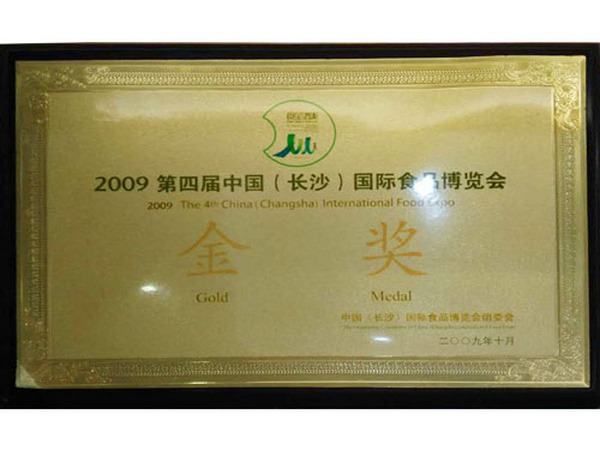 2009 第四届中国（长沙）国际食品博览会
2009 The 4th China(Changsha) International Food Expo
金 奖
Gold Medal
中国（长沙）国际食品博览会组委会
二〇〇九年十月